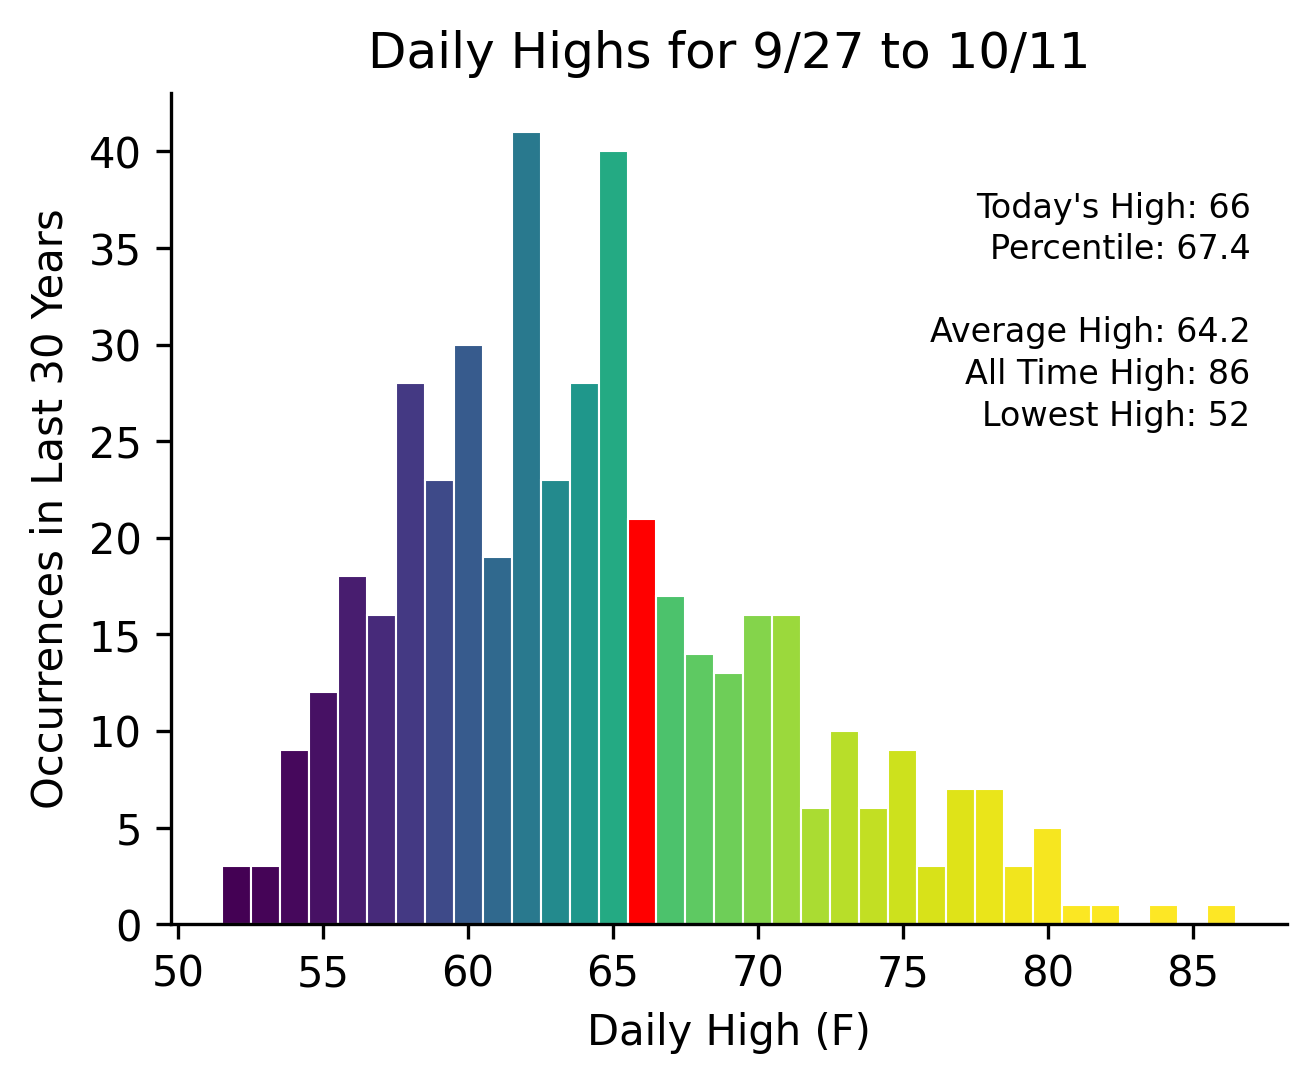 Daily Highs for 9/27 to 10/11
Today's High: 66
Percentile: 67.4
Average High: 64.2
All Time High: 86
Lowest High: 52
Occurrences in Last 30 Years
40
35
30
25
20
15
10
5
0
50 55 60 65 70 75 80 85
Daily High (F)